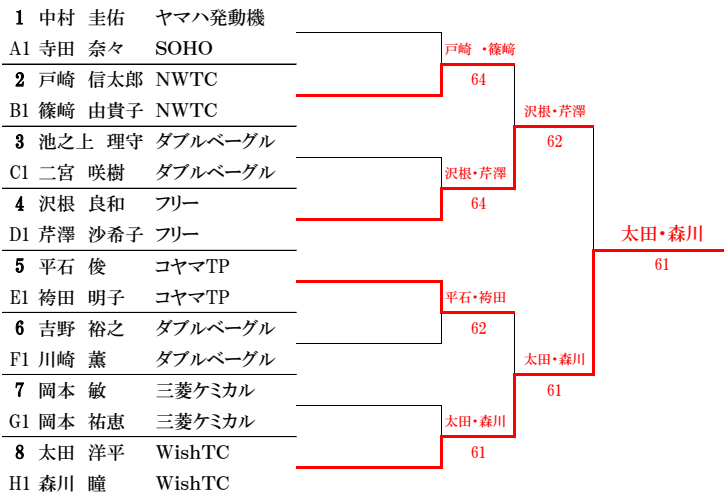 1 中村 圭佑 ヤマハ発動機
A1 寺田 奈々 SOHO
2 戸崎 信太郎 NWTC
B1 篠﨑 由貴子 NWTC
3 池之上 理守 ダブルベーグル
C1 二宮 咲樹 ダブルベーグル
4 沢根 良和 フリー
D1 芹澤 沙希子 フリー
5 平石 俊 コヤマTP
E1 袴田 明子 コヤマTP
6 吉野 裕之 ダブルベーグル
F1 川崎 薫 ダブルベーグル
7 岡本 敏 三菱ケミカル
G1 岡本 祐恵 三菱ケミカル
8 太田 洋平 WishTC
H1 森川 瞳 WishTC
戸崎 ・篠﨑
64
沢根・芹澤
64
平石・袴田
62
太田・森川
61
沢根・芹澤
62
太田・森川
61
太田・森川
61